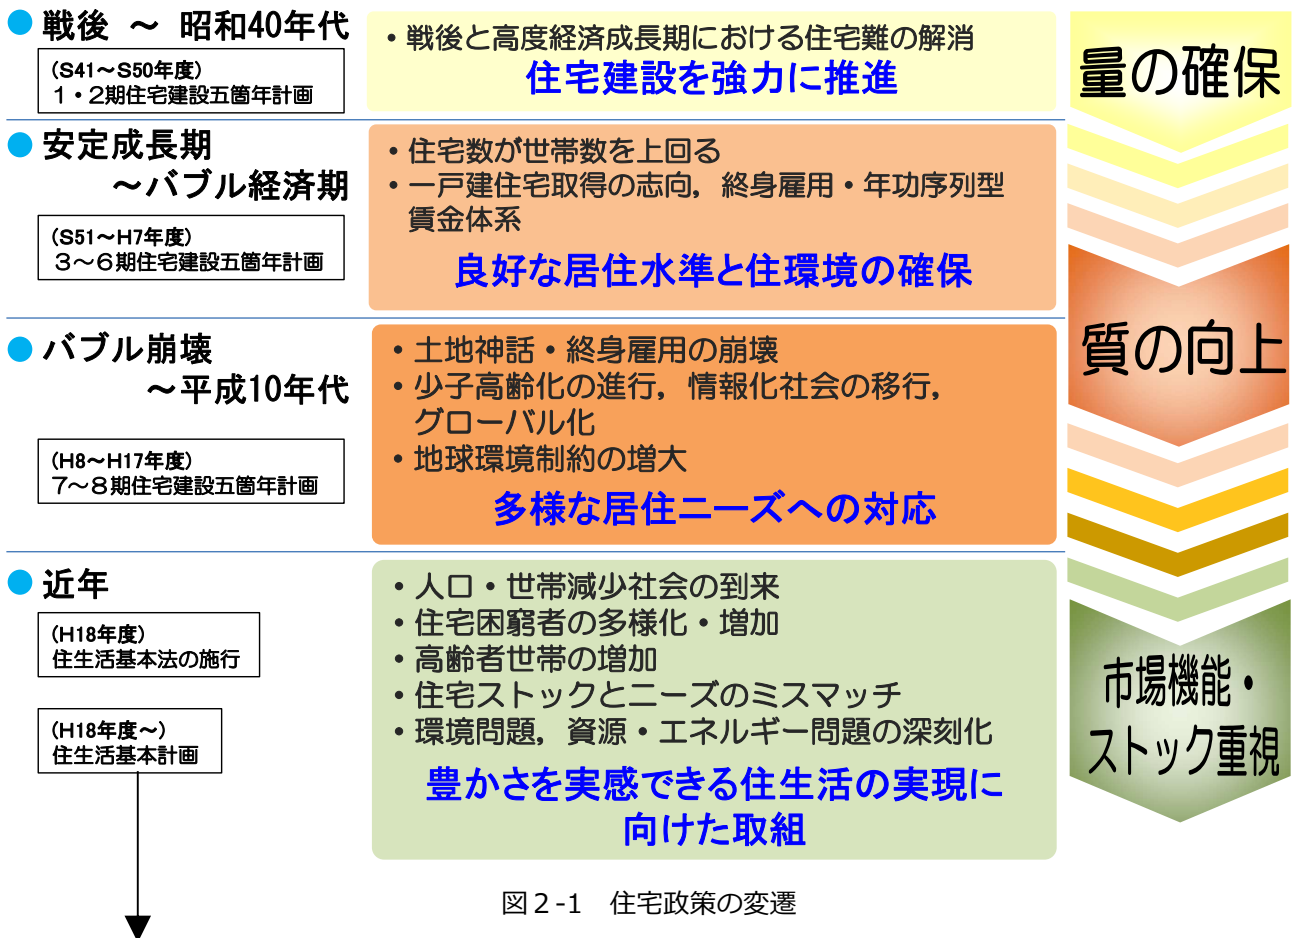 戦後 ～ 昭和40年代
(S41～S50年度)
１・２期住宅建設五箇年計画
・戦後と高度経済成長期における住宅難の解消
住宅建設を強力に推進
量の確保
安定成長期
～バブル経済期
(S51～H7年度)
３～６期住宅建設五箇年計画
・住宅数が世帯数を上回る
・一戸建住宅取得の志向，終身雇用・年功序列型
賃金体系
良好な居住水準と住環境の確保
質の向上
バブル崩壊
～平成10年代
(H8～H17年度)
７～８期住宅建設五箇年計画
・土地神話・終身雇用の崩壊
・少子高齢化の進行，情報化社会の移行，
グローバル化
・地球環境制約の増大
多様な居住ニーズへの対応
近年
(H18年度)
住生活基本法の施行
(H18年度～)
住生活基本計画
・人口・世帯減少社会の到来
・住宅困窮者の多様化・増加
・高齢者世帯の増加
・住宅ストックとニーズのミスマッチ
・環境問題，資源・エネルギー問題の深刻化
豊かさを実感できる住生活の実現に
向けた取組
市場機能・
ストック重視
図２-1　住宅政策の変遷